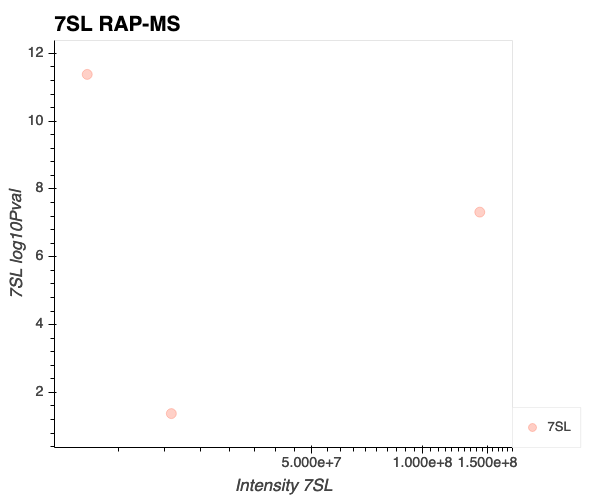 7SL RAP-MS
12
10
8
6
4
2
7SL log10Pval
5.000e+7
1.000e+8
1.500e+8
Intensity 7SL
7SL